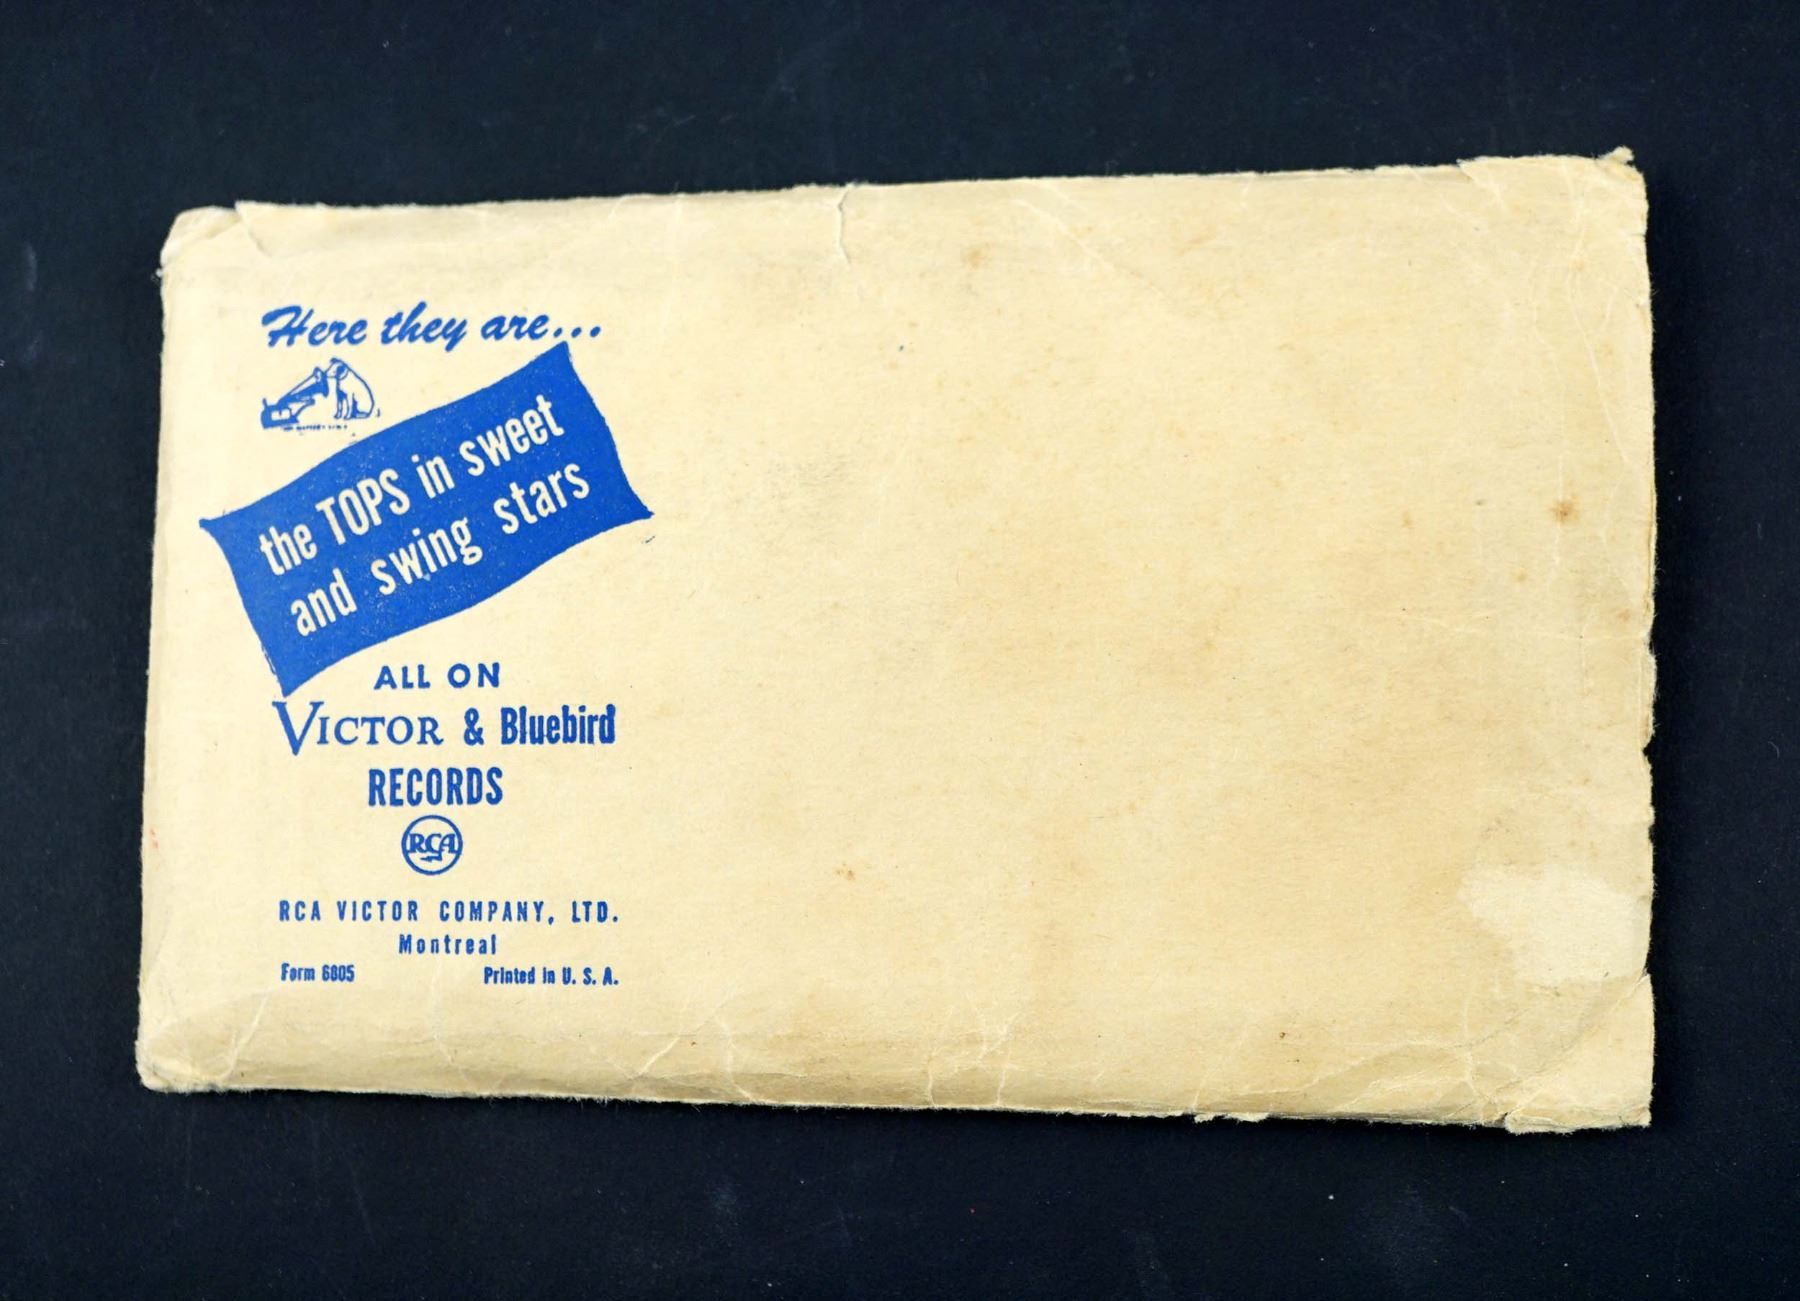 Here they are...
the TOPS in sweet
and swing stars
ALL ON
VICTOR & Bluebird
RECORDS
RCA
RCA VICTOR COMPANY, LTD.
Montreal
Form 6805
Printed in U. S. A.